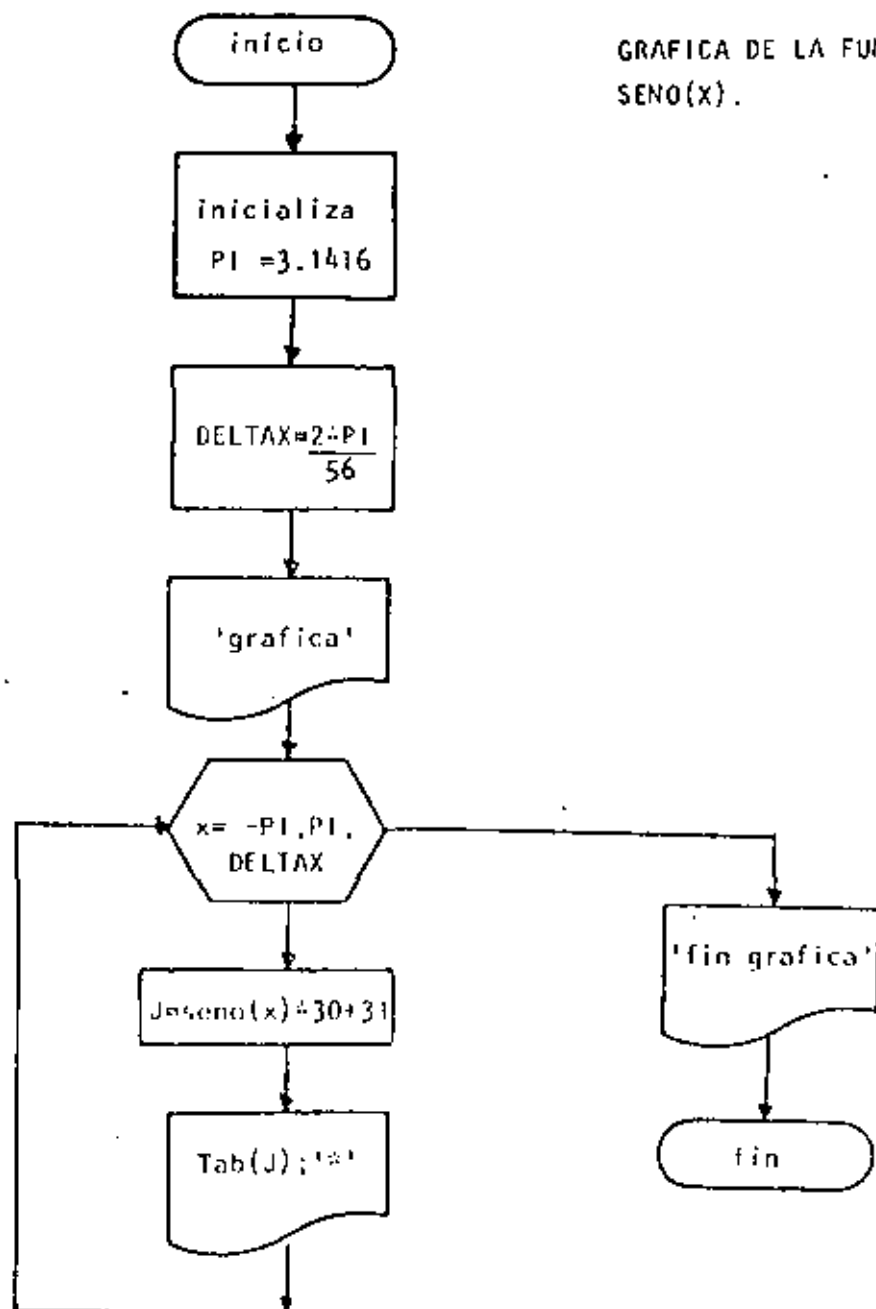 inicio
GRAFICA DE LA
SENO(X).
inicializa
PI =3.1416
DELTAX=2*PI
56
'grafica'
x= -PI,PI,
DELTAX
J=seno(x)*30+31
Tab(J);'*'
'fin grafica'
fin